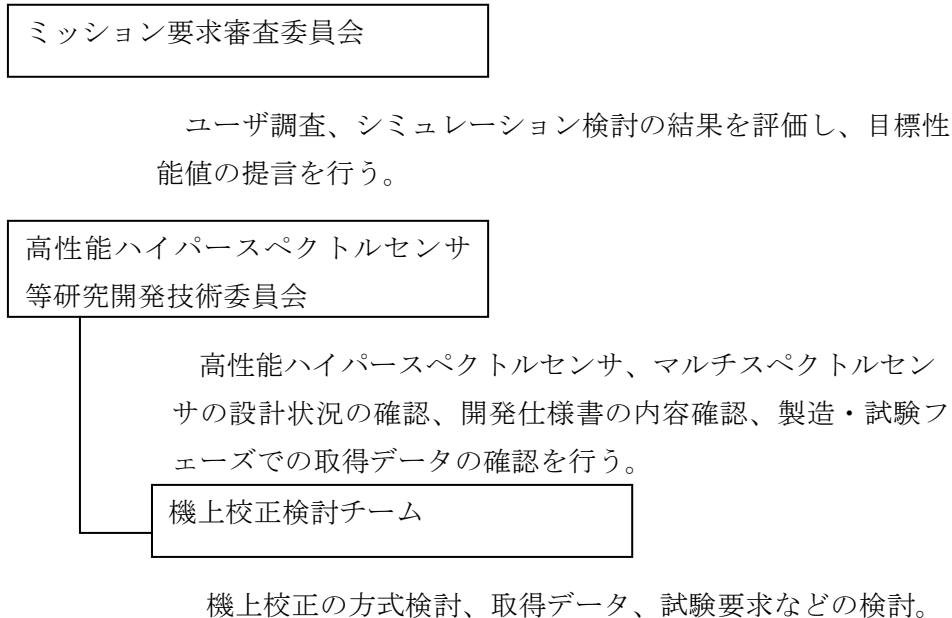 ミッション要求審査委員会
ユーザ調査、シミュレーション検討の結果を評価し、目標性
能値の提言を行う。
高性能ハイパースペクトルセンサ
等研究開発技術委員会
高性能ハイパースペクトルセンサ、マルチスペクトルセン
サの設計状況の確認、開発仕様書の内容確認、製造・試験フ
ェーズでの取得データの確認を行う。
機上校正検討チーム
機上校正の方式検討、取得データ、試験要求などの検討。